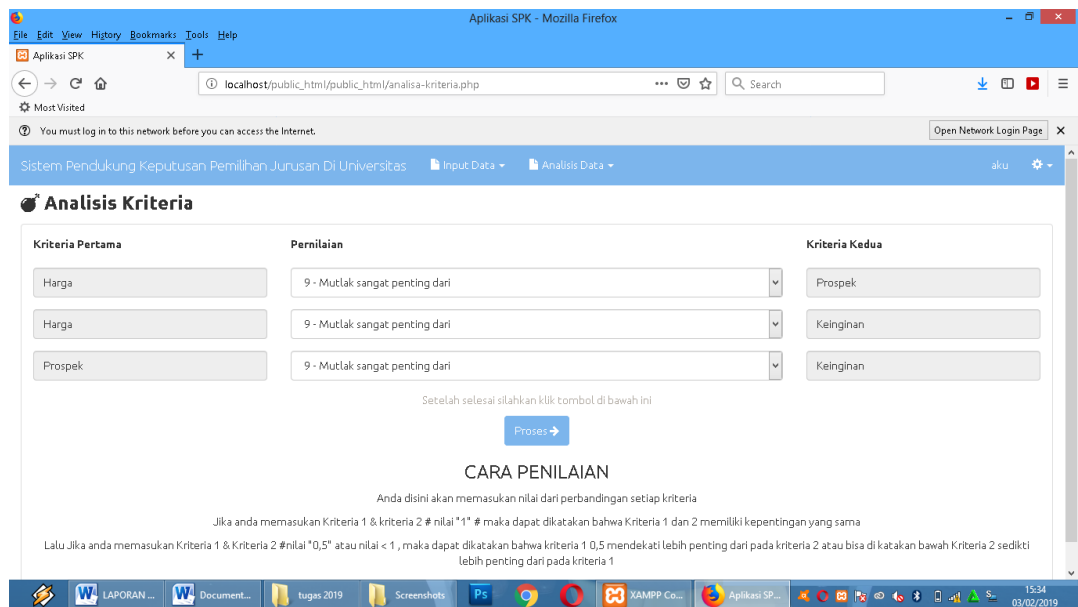 Aplikasi SPK - Mozilla Firefox
File Edit View History Bookmarks Tools Help
Aplikasi SPK
localhost/public_html/public_html/analisa-kriteria.php
Search
Most Visited
You must log in to this network before you can access the Internet.
Open Network Login Page
Sistem Pendukung Keputusan Pemilihan Jurusan Di Universitas
Input Data
Analisis Data
aku
Analisis Kriteria
Kriteria Pertama
Pernilaian
Kriteria Kedua
Harga
9 - Mutlak sangat penting dari
Prospek
Harga
9 - Mutlak sangat penting dari
Keinginan
Prospek
9 - Mutlak sangat penting dari
Keinginan
Setelah selesai silahkan klik tombol di bawah ini
Proses
CARA PENILAIAN
Anda disini akan memasukan nilai dari perbandingan setiap kriteria
Jika anda memasukan Kriteria 1 & kriteria 2 # nilai "1" # maka dapat dikatakan bahwa Kriteria 1 dan 2 memiliki kepentingan yang sama
Lalu Jika anda memasukan Kriteria 1 & Kriteria 2 #nilai "0,5" atau nilai < 1 , maka dapat dikatakan bahwa kriteria 1 0,5 mendekati lebih penting dari pada kriteria 2 atau bisa di katakan bawah Kriteria 2 sedikti
lebih penting dari pada kriteria 1
LAPORAN ...
Document...
tugas 2019
Screenshots
Ps
XAMPP Co...
Aplikasi SP...
15:34
03/02/2019